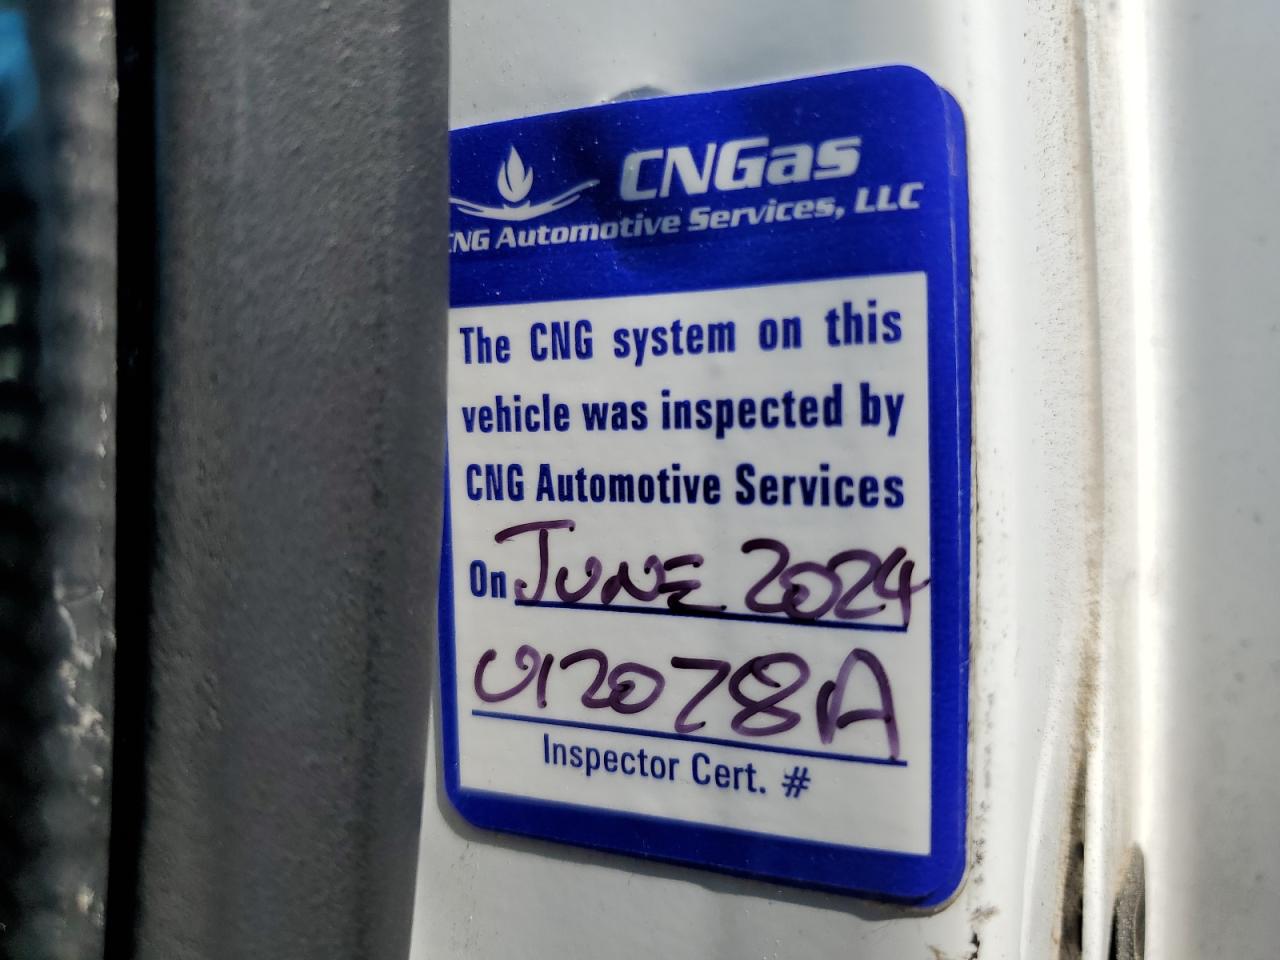 CNGas
CNG Automotive Services, LLC
The CNG system on this
vehicle was inspected by
CNG Automotive Services
On JUNE 2024
012078A
Inspector Cert. #